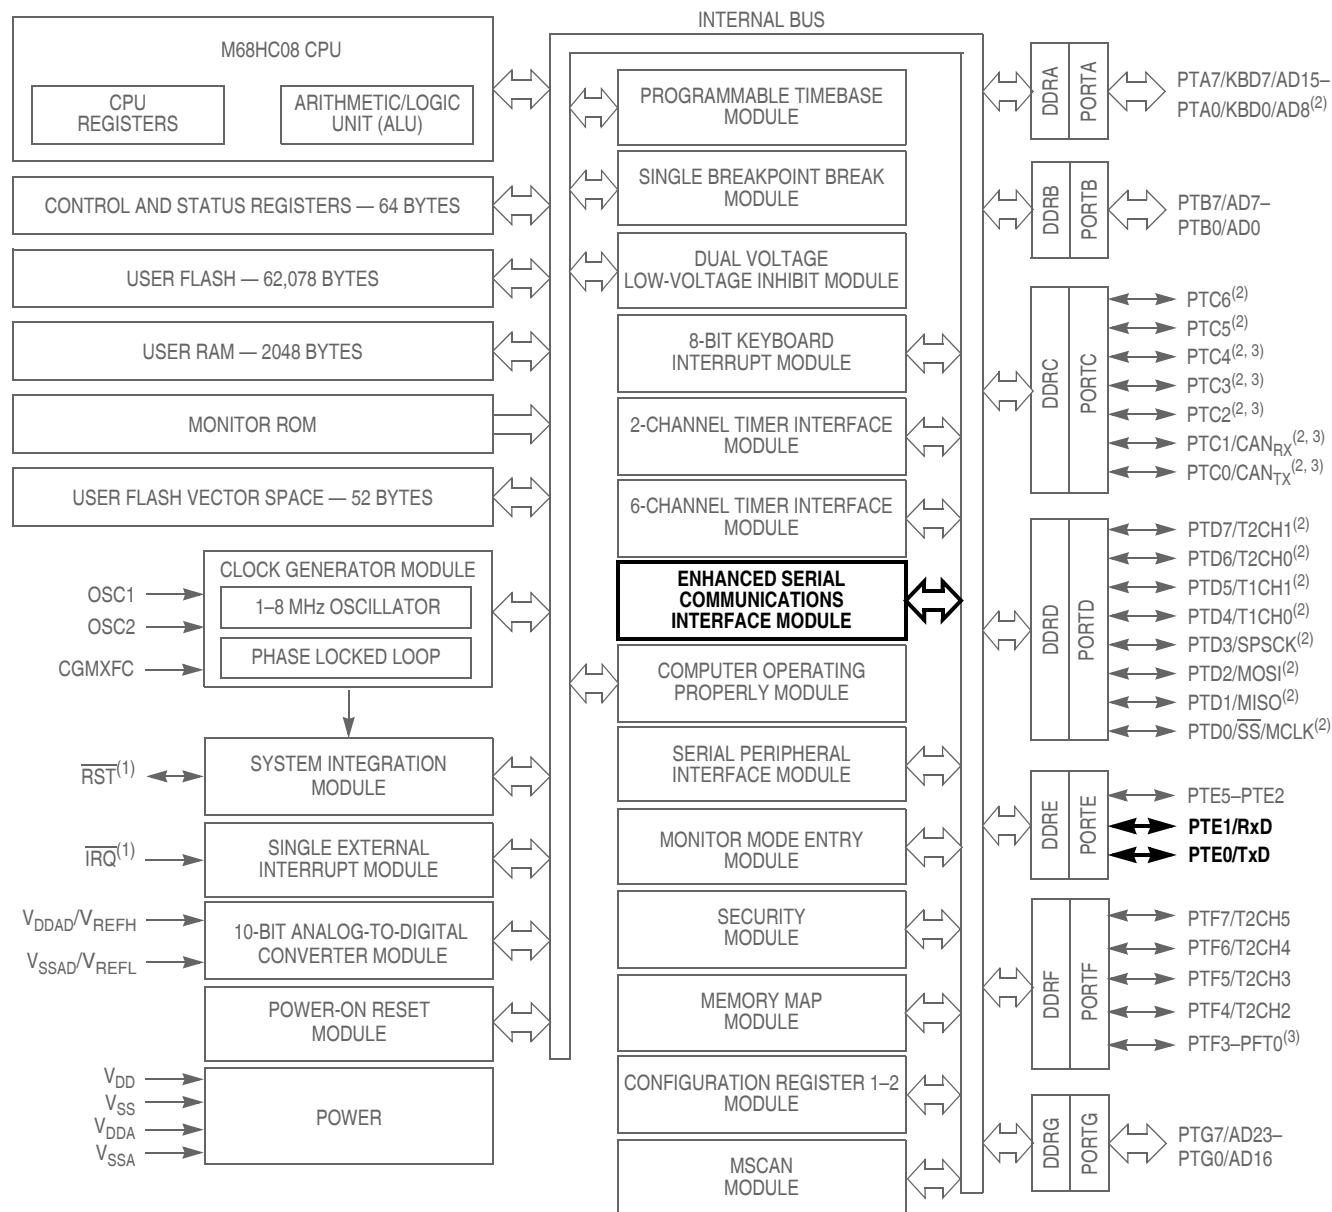 INTERNAL BUS
M68HC08 CPU
CPU
REGISTERS
ARITHMETIC/LOGIC
UNIT (ALU)
CONTROL AND STATUS REGISTERS — 64 BYTES
USER FLASH — 62,078 BYTES
USER RAM — 2048 BYTES
MONITOR ROM
USER FLASH VECTOR SPACE — 52 BYTES
CLOCK GENERATOR MODULE
1–8 MHz OSCILLATOR
PHASE LOCKED LOOP
OSC1
OSC2
CGMXFC
SYSTEM INTEGRATION
MODULE
RST(1)
SINGLE EXTERNAL
INTERRUPT MODULE
IRQ(1)
10-BIT ANALOG-TO-DIGITAL
CONVERTER MODULE
VDDAD/VREFH
VSSAD/VREFL
POWER-ON RESET
MODULE
POWER
VDD
VSS
VDDA
VSSA
PROGRAMMABLE TIMEBASE
MODULE
SINGLE BREAKPOINT BREAK
MODULE
DUAL VOLTAGE
LOW-VOLTAGE INHIBIT MODULE
8-BIT KEYBOARD
INTERRUPT MODULE
2-CHANNEL TIMER INTERFACE
MODULE
6-CHANNEL TIMER INTERFACE
MODULE
ENHANCED SERIAL
COMMUNICATIONS
INTERFACE MODULE
COMPUTER OPERATING
PROPERLY MODULE
SERIAL PERIPHERAL
INTERFACE MODULE
MONITOR MODE ENTRY
MODULE
SECURITY
MODULE
MEMORY MAP
MODULE
CONFIGURATION REGISTER 1–2
MODULE
MSCAN
MODULE
DDRA
PORTA
PTA7/KBD7/AD15–
PTA0/KBD0/AD8(2)
DDRB
PORTB
PTB7/AD7–
PTB0/AD0
DDRC
PORTC
PTC6(2)
PTC5(2)
PTC4(2, 3)
PTC3(2, 3)
PTC2(2, 3)
PTC1/CANRX(2, 3)
PTC0/CANTX(2, 3)
DDRD
PORTD
PTD7/T2CH1(2)
PTD6/T2CH0(2)
PTD5/T1CH1(2)
PTD4/T1CH0(2)
PTD3/SPSCK(2)
PTD2/MOSI(2)
PTD1/MISO(2)
PTD0/SS/MCLK(2)
DDRE
PORTE
PTE5–PTE2
PTE1/RxD
PTE0/TxD
DDRF
PORTF
PTF7/T2CH5
PTF6/T2CH4
PTF5/T2CH3
PTF4/T2CH2
PTF3–PFT0(3)
DDRG
PORTG
PTG7/AD23–
PTG0/AD16